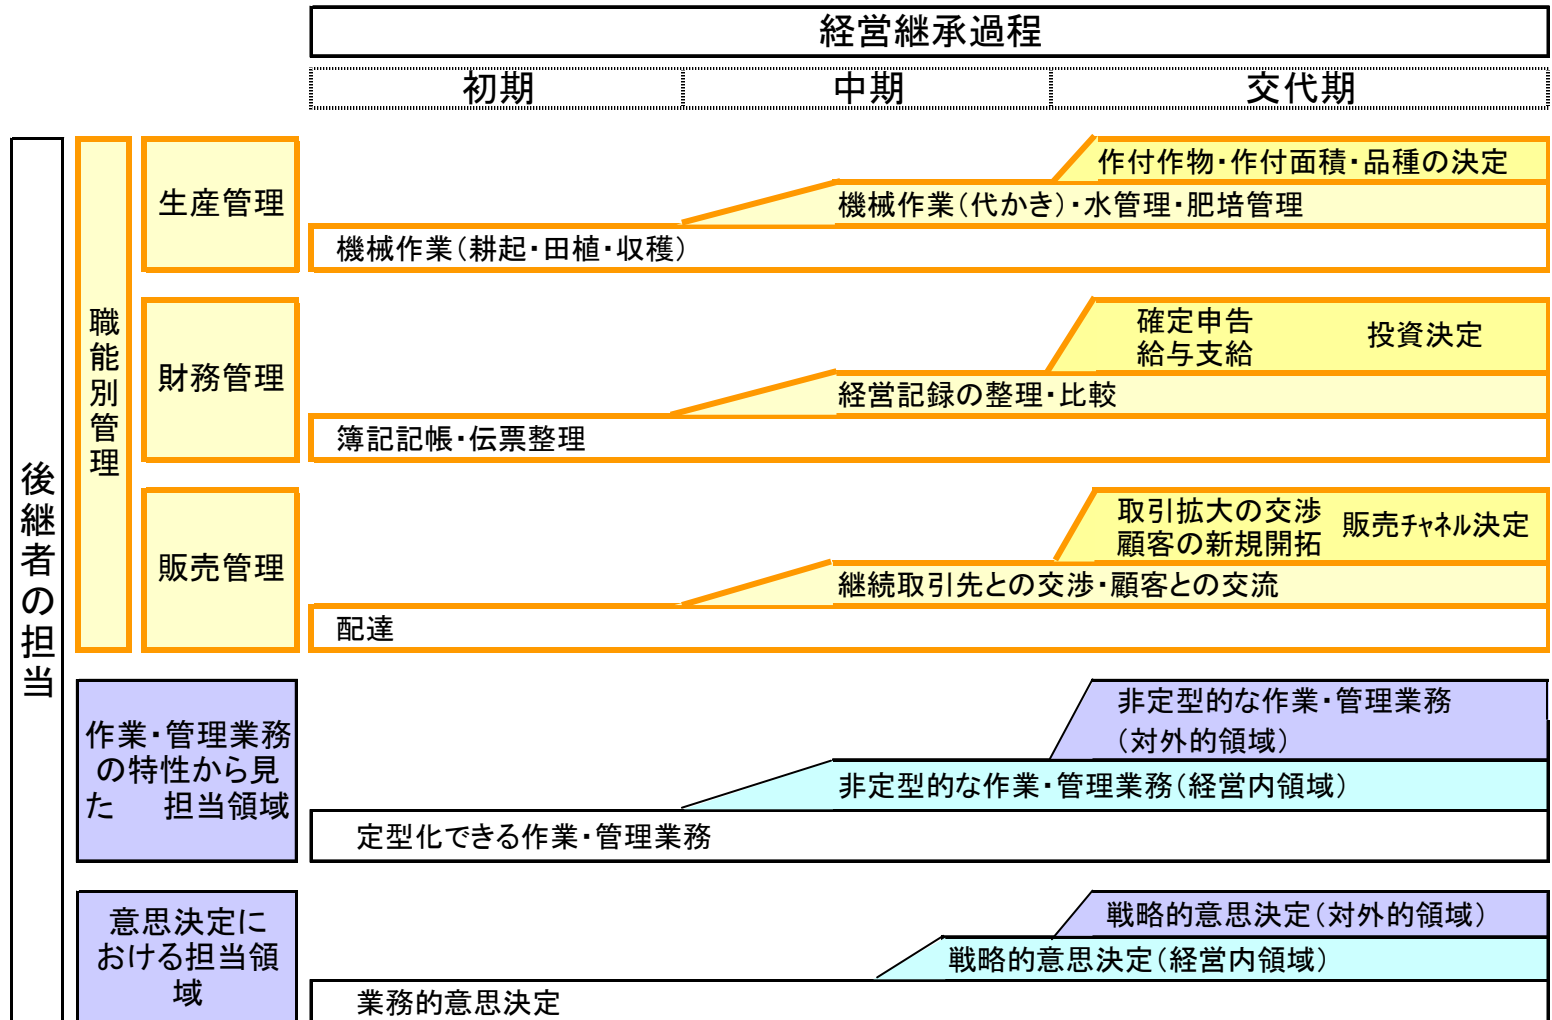 経営継承過程
初期
中期
交代期
後継者の担当
職能別管理
生産管理
作付作物・作付面積・品種の決定
機械作業(代かき)・水管理・肥培管理
機械作業(耕起・田植・収穫)
財務管理
確定申告
給与支給
投資決定
経営記録の整理・比較
簿記記帳・伝票整理
販売管理
取引拡大の交渉
顧客の新規開拓
販売ﾁｬﾈﾙ決定
継続取引先との交渉・顧客との交流
配達
作業・管理業務
の特性から見
た 担当領域
非定型的な作業・管理業務
(対外的領域)
非定型的な作業・管理業務(経営内領域)
定型化できる作業・管理業務
意思決定に
おける担当領
域
戦略的意思決定(対外的領域)
戦略的意思決定(経営内領域)
業務的意思決定